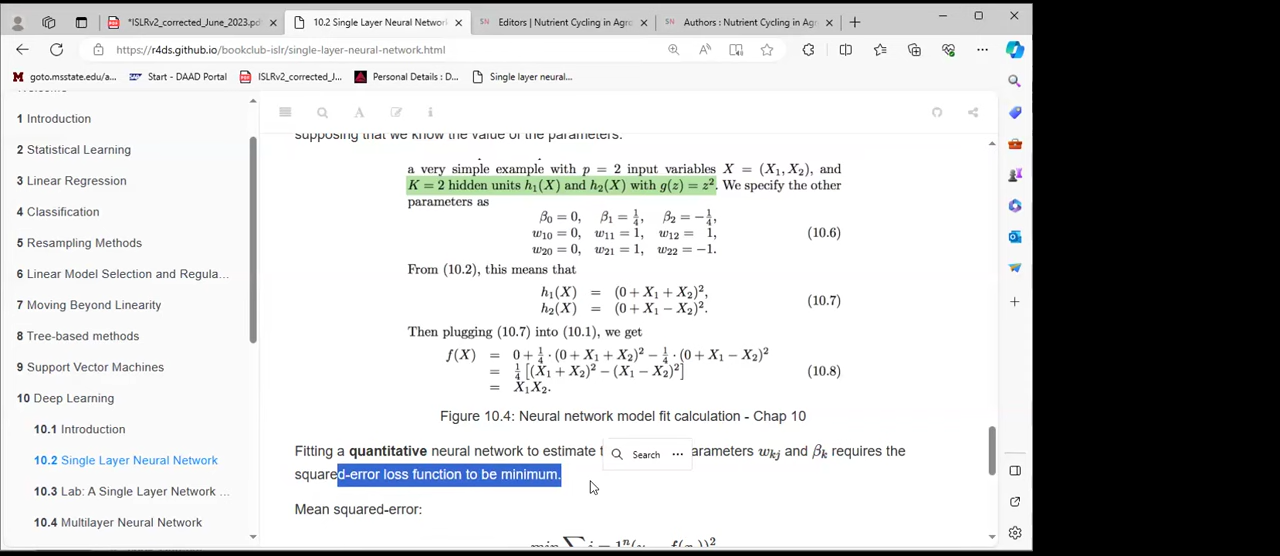 *ISLRv2_corrected_June_2023.pdf
10.2 Single Layer Neural Networ
Editors | Nutrient Cycling in Agro
Authors : Nutrient Cycling in Agro
https://r4ds.github.io/bookclub-islr/single-layer-neural-network.html
goto.msstate.edu/a...
Start - DAAD Portal
ISLRv2_corrected_J...
Personal Details : D...
Single layer neural...
1 Introduction
2 Statistical Learning
3 Linear Regression
4 Classification
5 Resampling Methods
6 Linear Model Selection and Regula...
7 Moving Beyond Linearity
8 Tree-based methods
9 Support Vector Machines
10 Deep Learning
10.1 Introduction
10.2 Single Layer Neural Network
10.3 Lab: A Single Layer Network ...
10.4 Multilayer Neural Network
supposing that we know the value of the parameters.
a very simple example with p = 2 input variables X = (X₁, X₂), and
K = 2 hidden units h₁(X) and h₂(X) with g(z) = z². We specify the other
parameters as
β₀ = 0, β₁ = 1/4, β₂ = −1/4,
w₁₀ = 0, w₁₁ = 1, w₁₂ = 1, (10.6)
w₂₀ = 0, w₂₁ = 1, w₂₂ = −1.
From (10.2), this means that
h₁(X) = (0 + X₁ + X₂)²,
h₂(X) = (0 + X₁ − X₂)². (10.7)
Then plugging (10.7) into (10.1), we get
f(X) = 0 + 1/4 · (0 + X₁ + X₂)² − 1/4 · (0 + X₁ − X₂)²
= 1/4 [(X₁ + X₂)² − (X₁ − X₂)²] (10.8)
= X₁X₂.
Figure 10.4: Neural network model fit calculation - Chap 10
Fitting a quantitative neural network to estimate arameters wₖⱼ and βₖ requires the
Search
squared-error loss function to be minimum.
Mean squared-error: